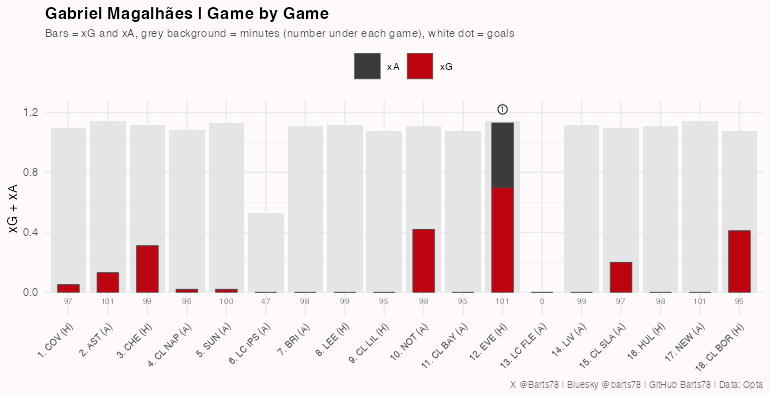 Gabriel Magalhães | Game by Game
Bars = xG and xA, grey background = minutes (number under each game), white dot = goals
xA xG
xG + xA
1.2
0.8
0.4
0.0
1
97 101 99 96 100 47 98 99 95 98 95 101 0 99 97 98 101 95
1. COV (H)
2. AST (A)
3. CHE (H)
4. CL NAP (A)
5. SUN (A)
6. LC IPS (A)
7. BRI (A)
8. LEE (H)
9. CL LIL (H)
10. NOT (A)
11. CL BAY (A)
12. EVE (H)
13. LC FLE (A)
14. LIV (A)
15. CL SLA (A)
16. HUL (H)
17. NEW (A)
18. CL BOR (H)
X @Barts78 | Bluesky @barts78 | GitHub Barts78 | Data: Opta